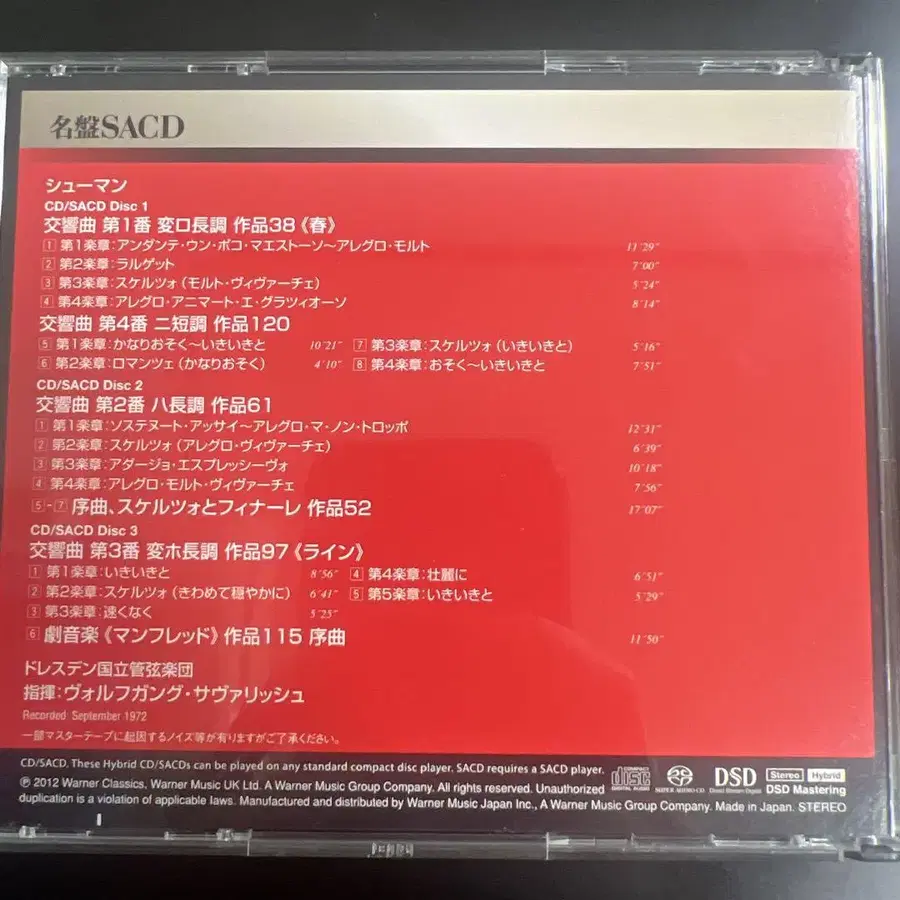 名盤SACD
シューマン
CD/SACD Disc 1
交響曲 第1番 変ロ長調 作品38《春》
1 第1楽章:アンダンテ・ウン・ポコ・マエストーソ〜アレグロ・モルト 11'29"
2 第2楽章:ラルゲット 7'00"
3 第3楽章:スケルツォ(モルト・ヴィヴァーチェ) 5'24"
4 第4楽章:アレグロ・アニマート・エ・グラツィオーソ 8'14"
交響曲 第4番 ニ短調 作品120
5 第1楽章:かなりおそく〜いきいきと 10'21" 7 第3楽章:スケルツォ(いきいきと) 5'16"
6 第2楽章:ロマンツェ(かなりおそく) 4'10" 8 第4楽章:おそく〜いきいきと 7'51"
CD/SACD Disc 2
交響曲 第2番 ハ長調 作品61
1 第1楽章:ソステヌート・アッサイ〜アレグロ・マ・ノン・トロッポ 12'31"
2 第2楽章:スケルツォ(アレグロ・ヴィヴァーチェ) 6'39"
3 第3楽章:アダージョ・エスプレッシーヴォ 10'18"
4 第4楽章:アレグロ・モルト・ヴィヴァーチェ 7'56"
5-7 序曲、スケルツォとフィナーレ 作品52 17'07"
CD/SACD Disc 3
交響曲 第3番 変ホ長調 作品97《ライン》
1 第1楽章:いきいきと 8'56" 4 第4楽章:壮麗に 6'51"
2 第2楽章:スケルツォ(きわめて穏やかに) 6'41" 5 第5楽章:いきいきと 5'29"
3 第3楽章:速くなく 5'25"
6 劇音楽《マンフレッド》作品115 序曲 11'50"
ドレスデン国立管弦楽団
指揮:ヴォルフガング・サヴァリッシュ
Recorded: September 1972
一部マスターテープに起因するノイズ等が有りますがご了承ください。
CD/SACD. These Hybrid CD/SACDs can be played on any standard compact disc player. SACD requires a SACD player.
℗ 2012 Warner Classics, Warner Music UK Ltd. A Warner Music Group Company. All rights reserved. Unauthorized
duplication is a violation of applicable laws. Manufactured and distributed by Warner Music Japan Inc., A Warner Music Group Company. Made in Japan. STEREO
COMPACT disc DIGITAL AUDIO
SUPER AUDIO CD
DSD Direct Stream Digital
Stereo Hybrid
DSD Mastering